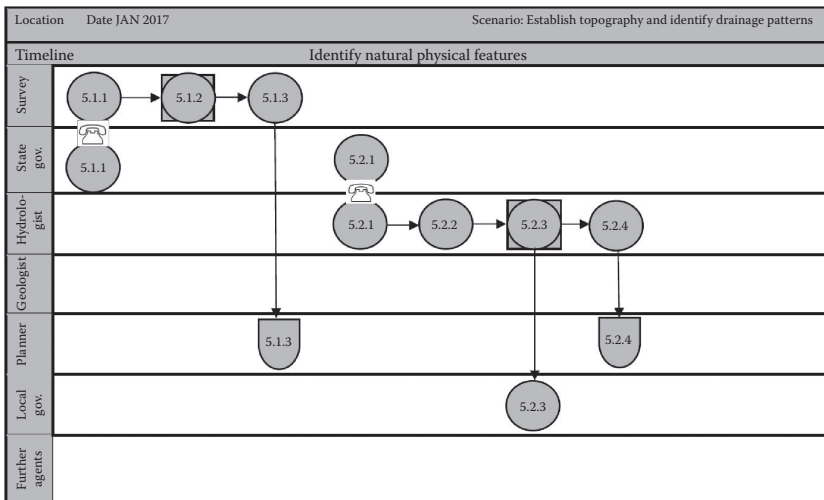 Location Date JAN 2017 Scenario: Establish topography and identify drainage patterns
Timeline Identify natural physical features
Survey
5.1.1 5.1.2 5.1.3
State
gov.
5.1.1 5.2.1
Hydrolo-
gist
5.2.1 5.2.2 5.2.3 5.2.4
Geologist
Planner
5.1.3 5.2.4
Local
gov.
5.2.3
Further
agents